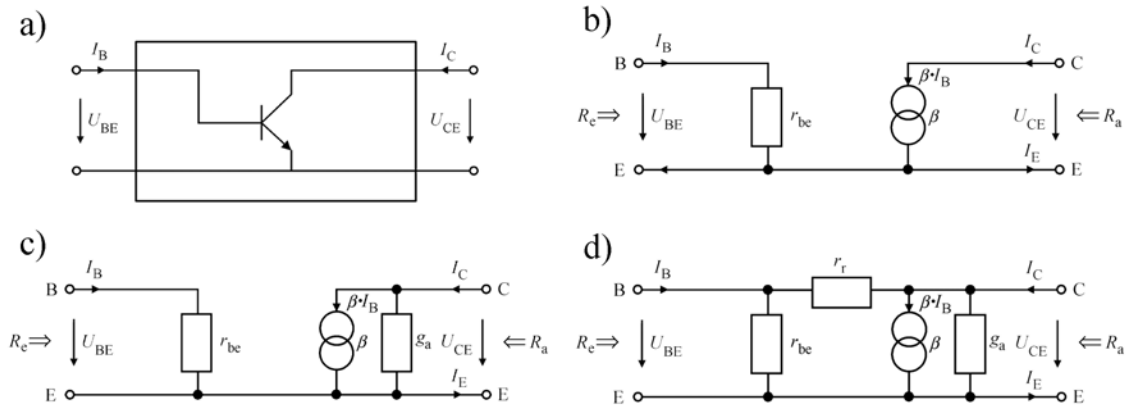 a)
I_B
I_C
U_BE
U_CE
b)
I_B
I_C
B
β·I_B
C
R_e⇒
U_BE
r_be
β
U_CE
⇐R_a
I_E
E
E
c)
I_B
I_C
B
β·I_B
C
R_e⇒
U_BE
r_be
β
g_a
U_CE
⇐R_a
I_E
E
E
d)
r_r
I_B
I_C
B
β·I_B
C
R_e⇒
U_BE
r_be
β
g_a
U_CE
⇐R_a
I_E
E
E